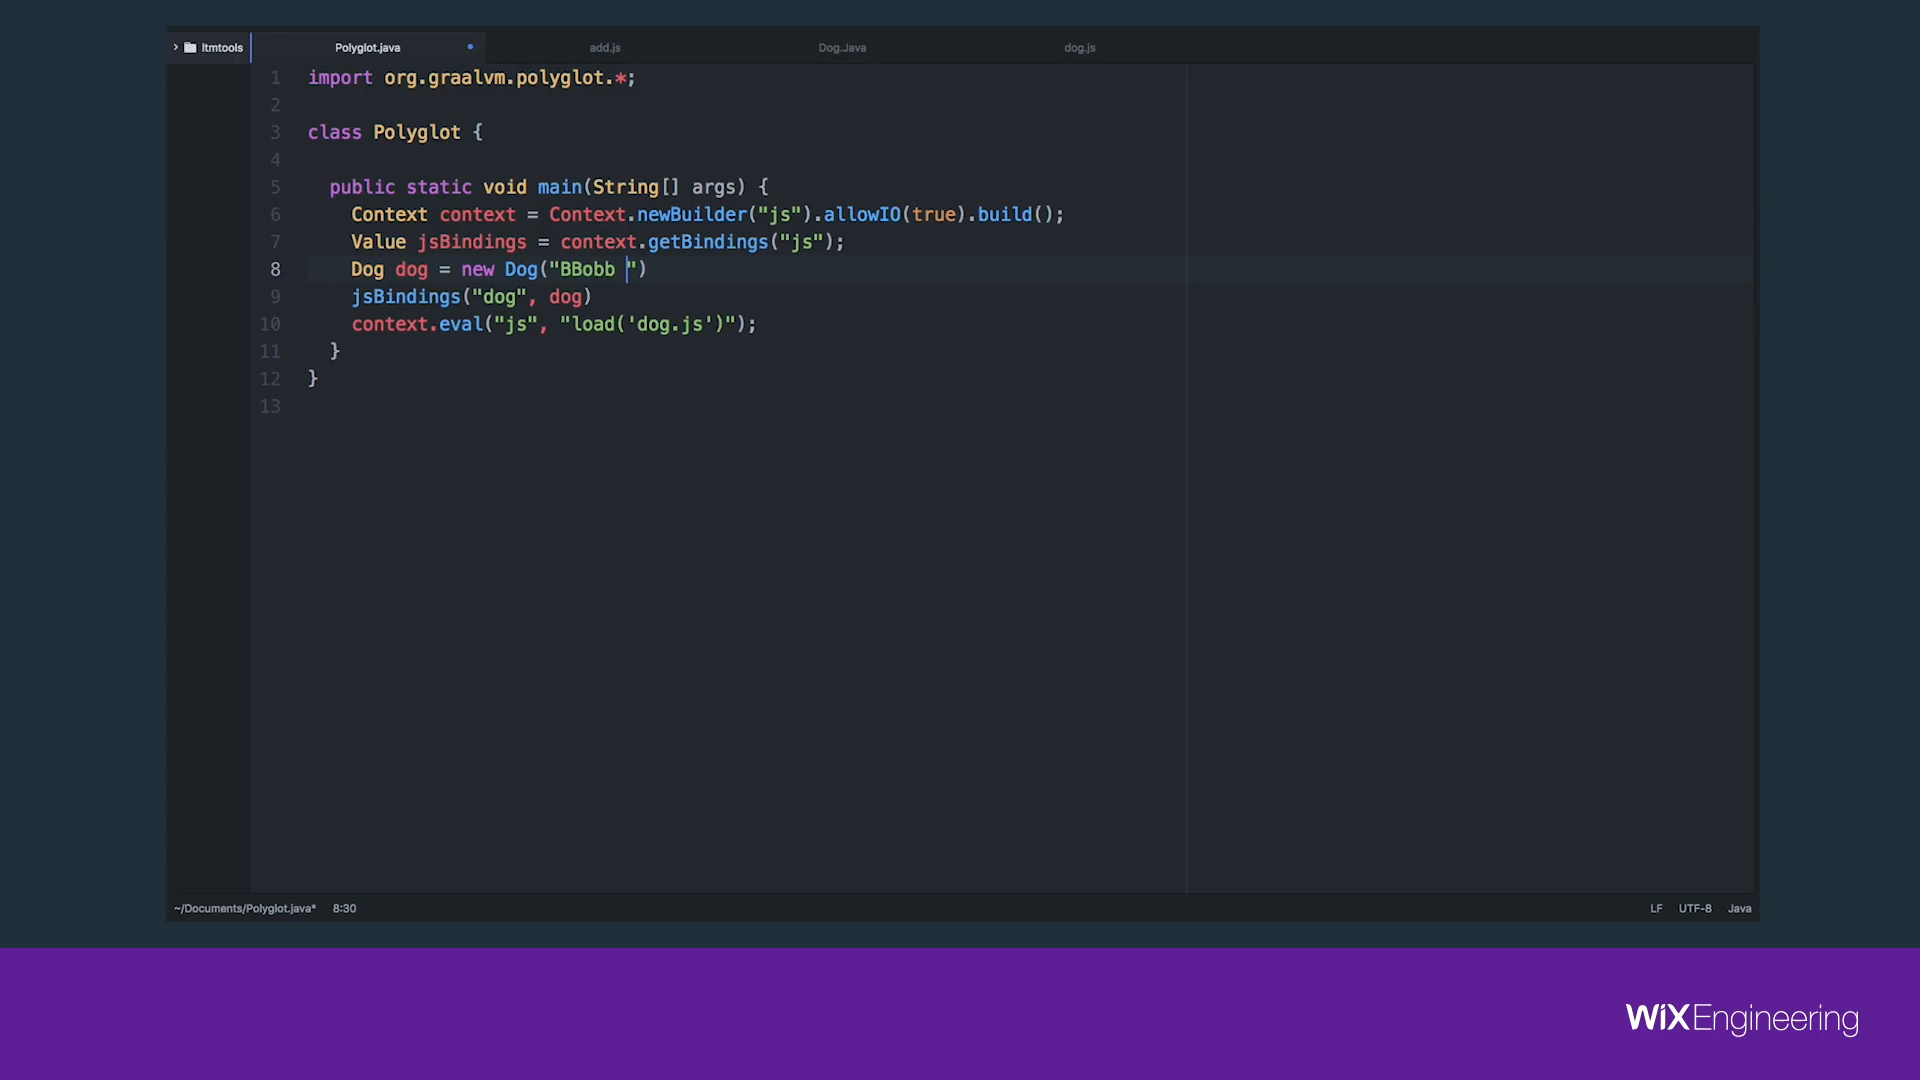 ltmtools
Polyglot.java
add.js
Dog.Java
dog.js
1 import org.graalvm.polyglot.*;
2
3 class Polyglot {
4
5 public static void main(String[] args) {
6 Context context = Context.newBuilder("js").allowIO(true).build();
7 Value jsBindings = context.getBindings("js");
8 Dog dog = new Dog("BBobb ")
9 jsBindings("dog", dog)
10 context.eval("js", "load('dog.js')");
11 }
12 }
13
~/Documents/Polyglot.java* 8:30
LF UTF-8 Java
WiXEngineering